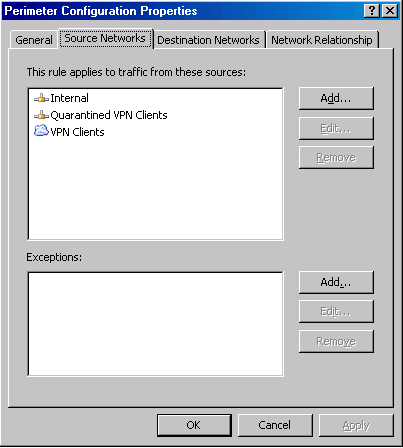 Perimeter Configuration Properties
General
Source Networks
Destination Networks
Network Relationship
This rule applies to traffic from these sources:
Internal
Quarantined VPN Clients
VPN Clients
Add...
Edit...
Remove
Exceptions:
Add...
Edit...
Remove
OK
Cancel
Apply